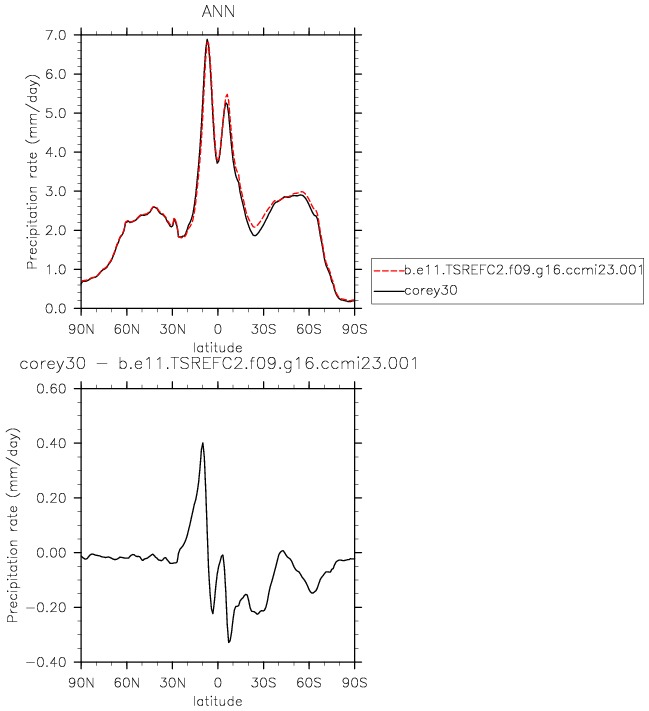 ANN
Precipitation rate (mm/day)
7.0
6.0
5.0
4.0
3.0
2.0
1.0
0.0
90N 60N 30N 0 30S 60S 90S
latitude
b.e11.TSREFC2.f09.g16.ccmi23.001
corey30
corey30 − b.e11.TSREFC2.f09.g16.ccmi23.001
Precipitation rate (mm/day)
0.60
0.40
0.20
0.00
−0.20
−0.40
90N 60N 30N 0 30S 60S 90S
latitude